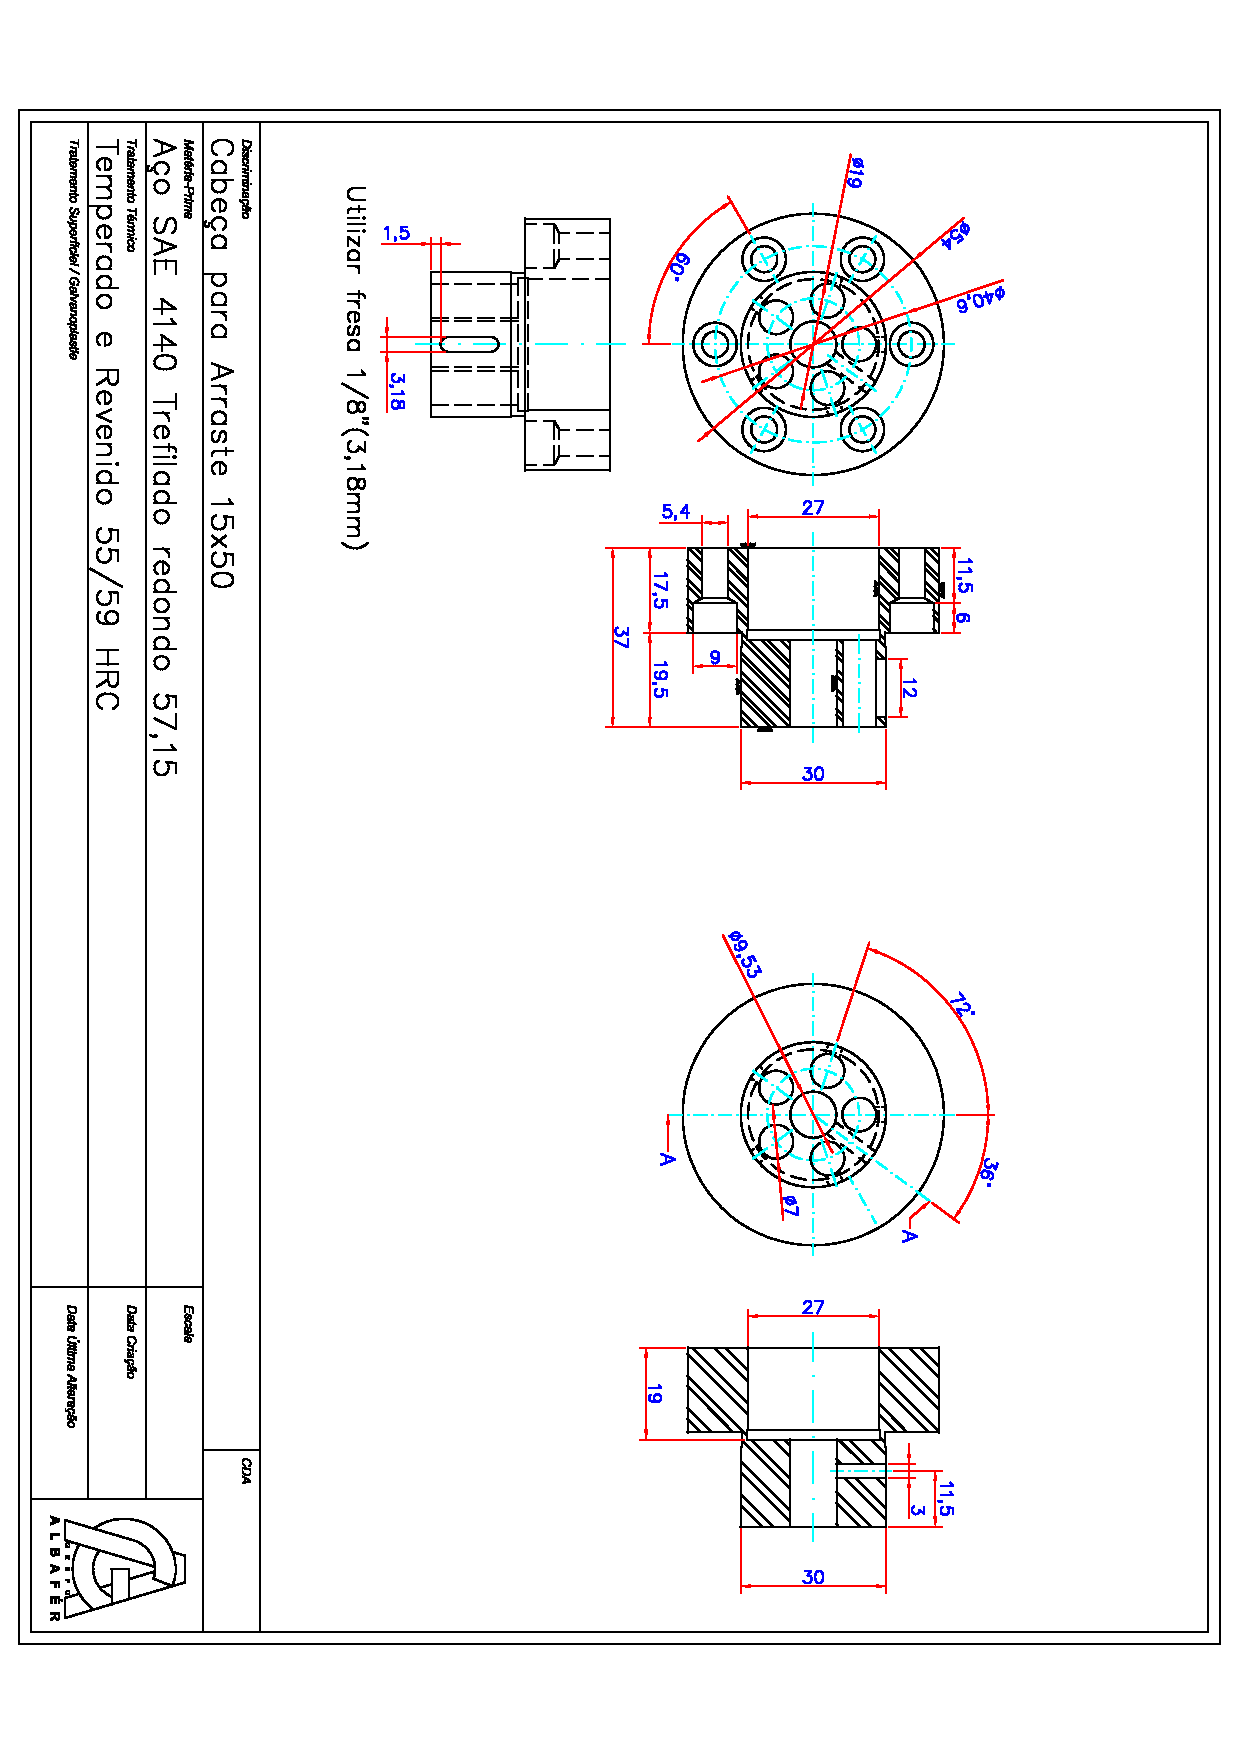 ø19
ø54
ø40,6
60°
1,5
3,18
Utilizar fresa 1/8"(3,18mm)
27
5,4
11,5
6
17,5
37
19,5
9
12
30
ø9,53
72°
36°
A
A
ø7
27
19
11,5
3
30
Discriminação
Cabeça para Arraste 15x50
CDA
Matéria-Prima
Aço SAE 4140 Trefilado redondo 57,15
Escala
Tratamento Térmico
Temperado e Revenido 55/59 HRC
Data Criação
Tratamento Superficial / Galvanoplastia
Data Última Alteração
ALBAFÉR